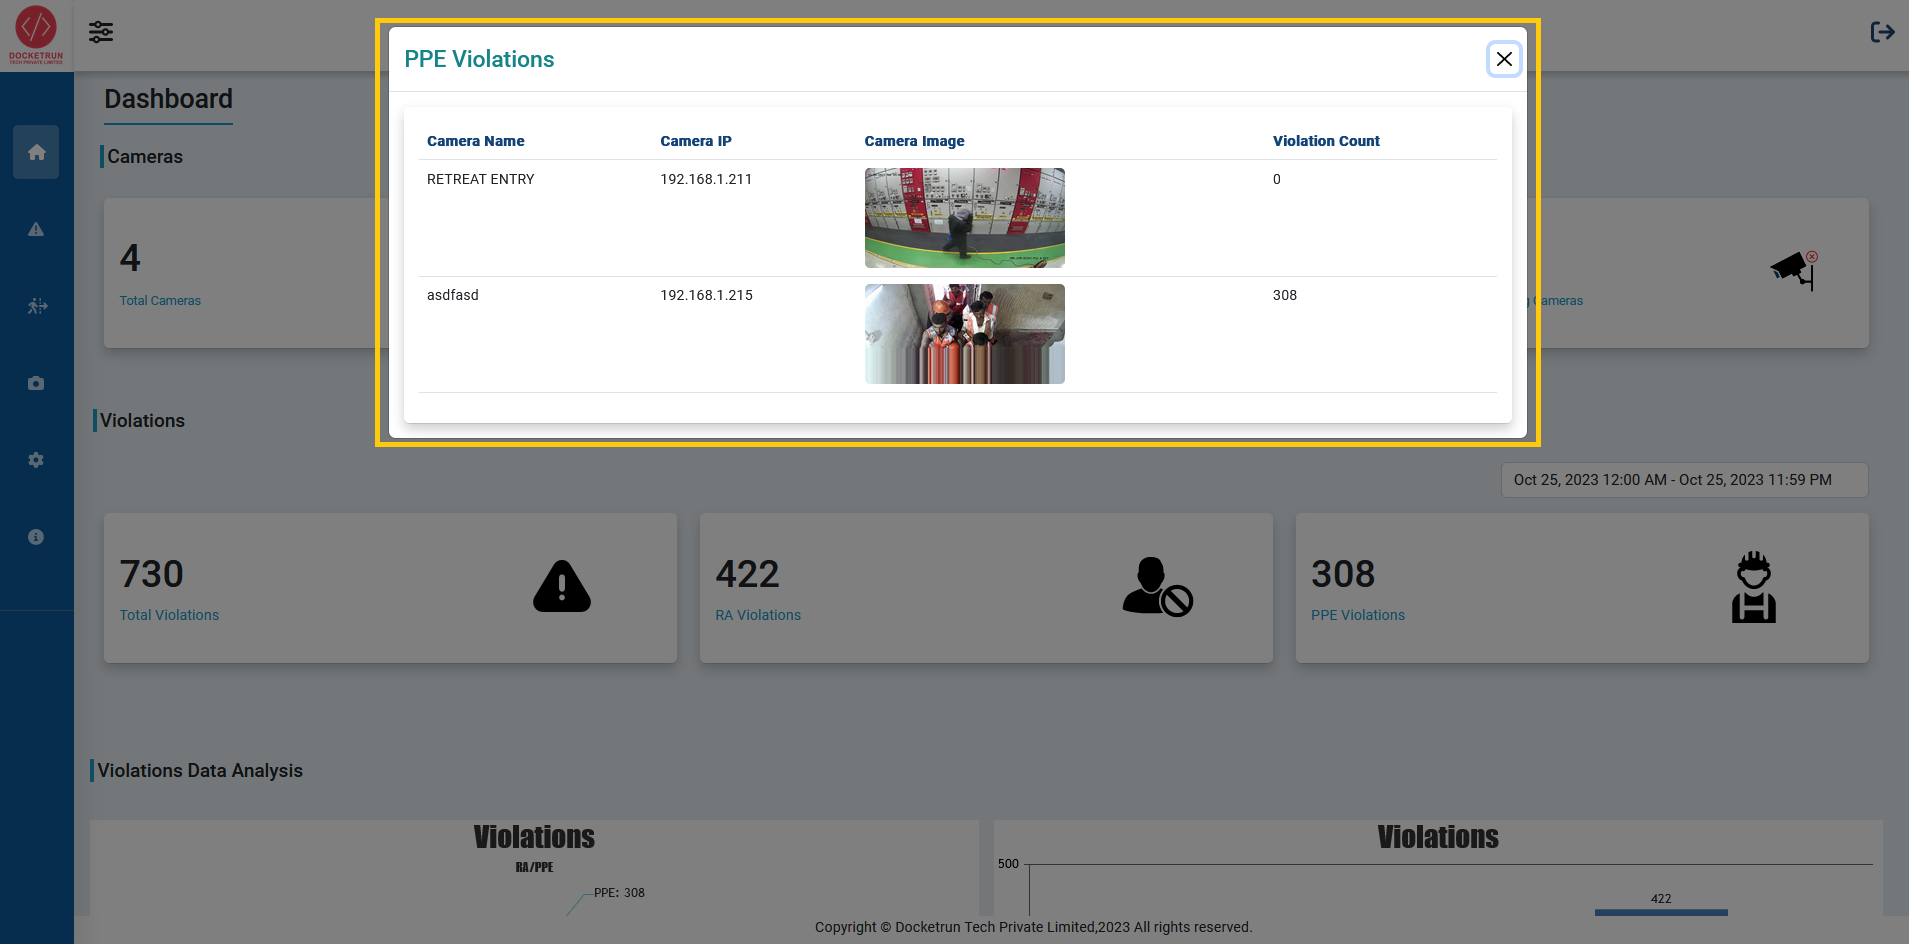 DOCKETRUN
TECH PRIVATE LIMITED
PPE Violations
Dashboard
Cameras
Camera Name Camera IP Camera Image Violation Count
RETREAT ENTRY 192.168.1.211 0
asdfasd 192.168.1.215 308
4
Total Cameras
Cameras
Violations
Oct 25, 2023 12:00 AM - Oct 25, 2023 11:59 PM
730
Total Violations
422
RA Violations
308
PPE Violations
Violations Data Analysis
Violations
RA/PPE
PPE: 308
Violations
500
422
Copyright © Docketrun Tech Private Limited,2023 All rights reserved.